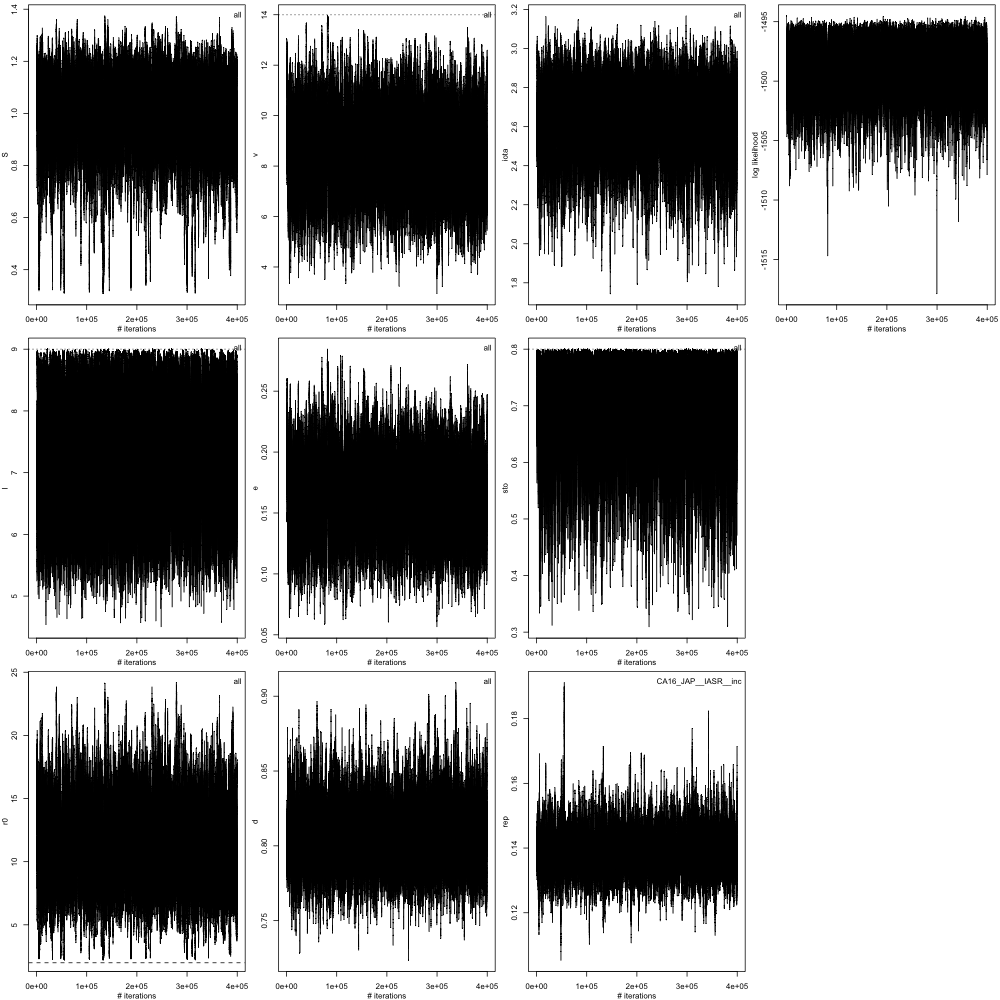 all
S
0.4 0.6 0.8 1.0 1.2 1.4
0e+00 1e+05 2e+05 3e+05 4e+05
# iterations
all
v
4 6 8 10 12 14
0e+00 1e+05 2e+05 3e+05 4e+05
# iterations
all
iota
1.8 2.0 2.2 2.4 2.6 2.8 3.0 3.2
0e+00 1e+05 2e+05 3e+05 4e+05
# iterations
log likelihood
-1515 -1510 -1505 -1500 -1495
0e+00 1e+05 2e+05 3e+05 4e+05
# iterations
all
l
5 6 7 8 9
0e+00 1e+05 2e+05 3e+05 4e+05
# iterations
all
e
0.05 0.10 0.15 0.20 0.25
0e+00 1e+05 2e+05 3e+05 4e+05
# iterations
all
sto
0.3 0.4 0.5 0.6 0.7 0.8
0e+00 1e+05 2e+05 3e+05 4e+05
# iterations
all
r0
5 10 15 20 25
0e+00 1e+05 2e+05 3e+05 4e+05
# iterations
all
d
0.75 0.80 0.85 0.90
0e+00 1e+05 2e+05 3e+05 4e+05
# iterations
CA16_JAP__IASR__inc
rep
0.12 0.14 0.16 0.18
0e+00 1e+05 2e+05 3e+05 4e+05
# iterations